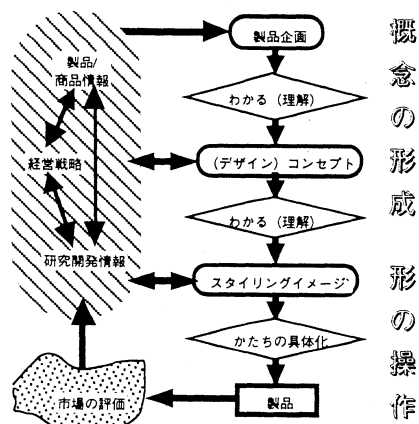 製品企画
製品/
商品情報
わかる（理解）
経営戦略
（デザイン）コンセプト
わかる（理解）
研究開発情報
スタイリングイメージ
かたちの具体化
市場の評価
製品
概念の形成
形の操作